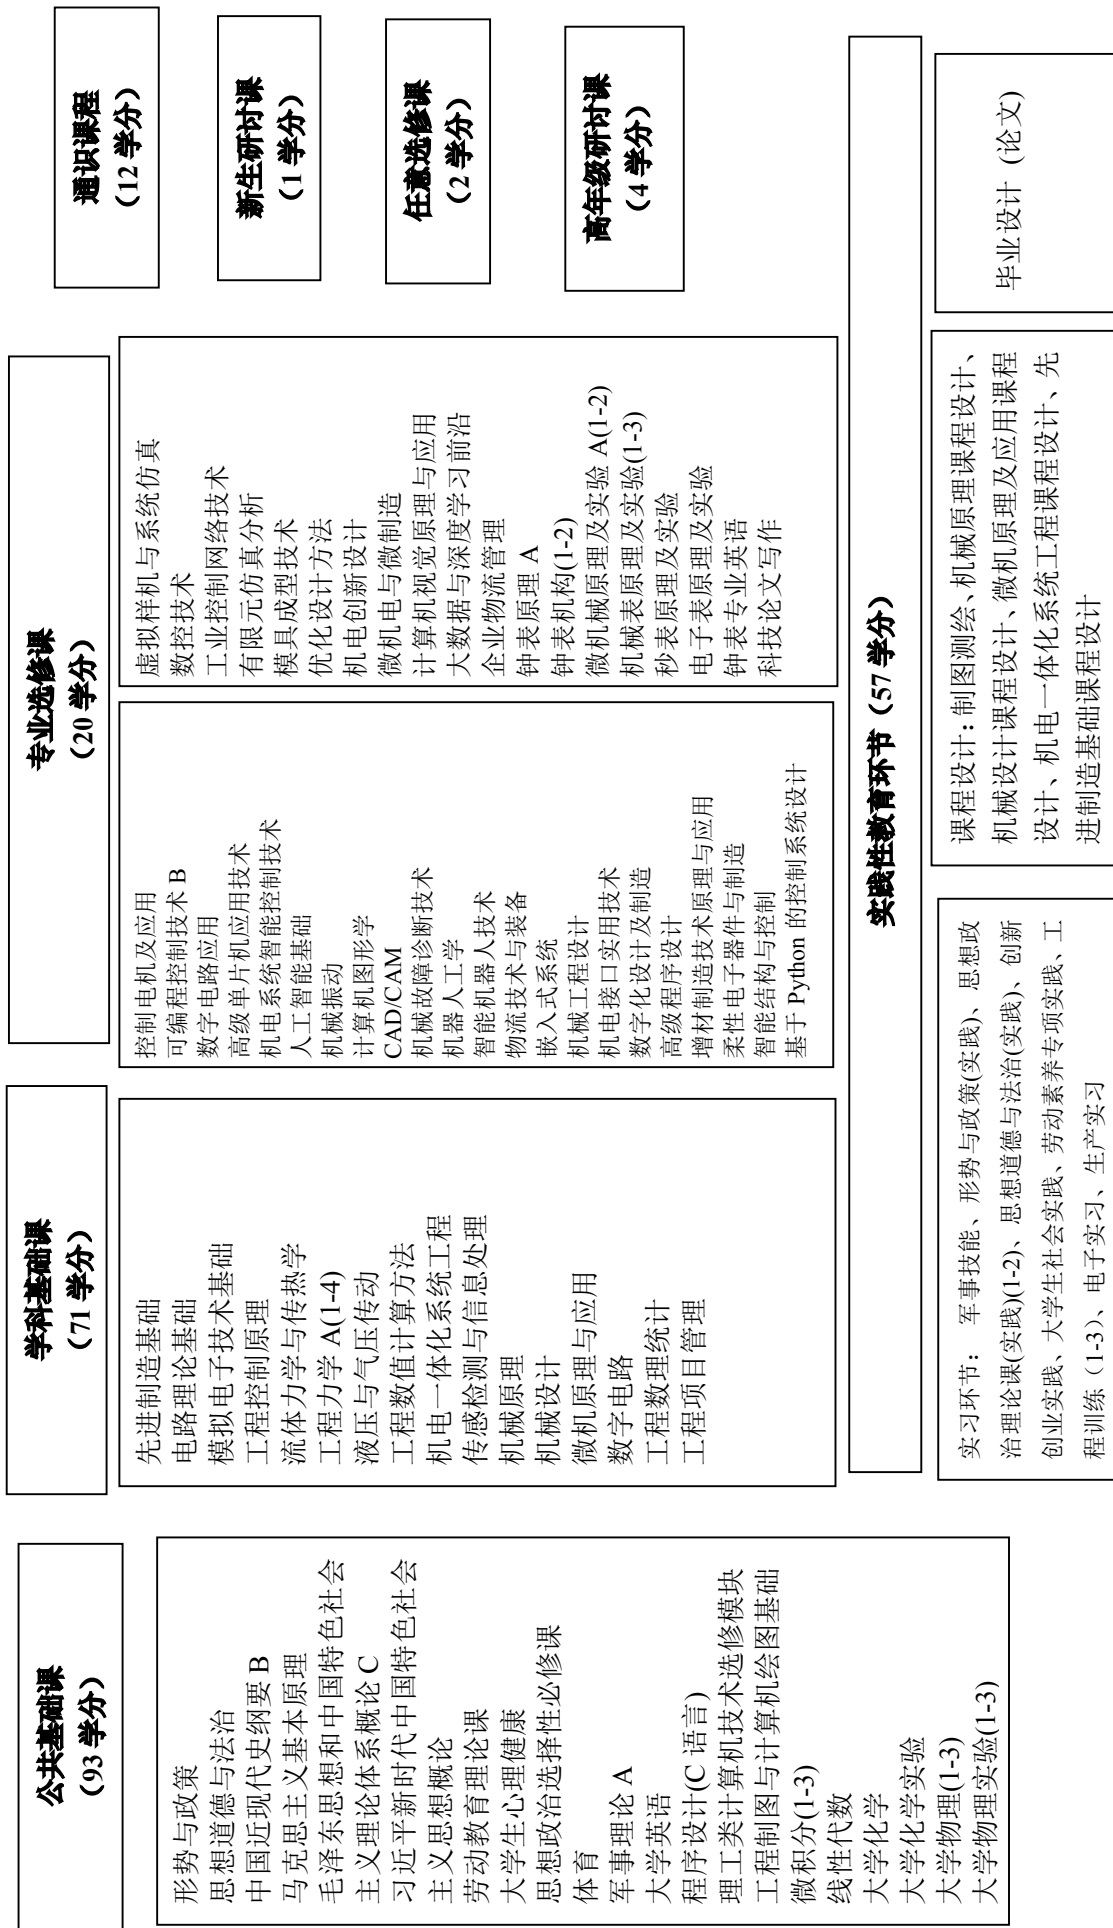 公共基础课
（93 学分）
形势与政策
思想道德与法治
中国近现代史纲要 B
马克思主义基本原理
毛泽东思想和中国特色社会
主义理论体系概论 C
习近平新时代中国特色社会
主义思想概论
劳动教育理论课
大学生心理健康
思想政治选择性必修课
体育
军事理论 A
大学英语
程序设计(C 语言)
理工类计算机技术选修模块
工程制图与计算机绘图基础
微积分(1-3)
线性代数
大学化学
大学化学实验
大学物理(1-3)
大学物理实验(1-3)
学科基础课
（71 学分）
先进制造基础
电路理论基础
模拟电子技术基础
工程控制原理
流体力学与传热学
工程力学 A(1-4)
液压与气压传动
工程数值计算方法
机电一体化系统工程
传感检测与信息处理
机械原理
机械设计
微机原理与应用
数字电路
工程数理统计
工程项目管理
专业选修课
（20 学分）
控制电机及应用
可编程控制技术 B
数字电路应用
高级单片机应用技术
机电系统智能控制技术
人工智能基础
机械振动
计算机图形学
CAD/CAM
机械故障诊断技术
机器人工学
智能机器人技术
物流技术与装备
嵌入式系统
机械工程设计
机电接口实用技术
数字化设计及制造
高级程序设计
增材制造技术原理与应用
柔性电子器件与制造
智能结构与控制
基于 Python 的控制系统设计
虚拟样机与系统仿真
数控技术
工业控制网络技术
有限元仿真分析
模具成型技术
优化设计方法
机电创新设计
微机电与微制造
计算机视觉原理与应用
大数据与深度学习前沿
企业物流管理
钟表原理 A
钟表机构(1-2)
微机械原理及实验 A(1-2)
机械表原理及实验(1-3)
秒表原理及实验
电子表原理及实验
钟表专业英语
科技论文写作
通识课程
（12 学分）
新生研讨课
（1 学分）
任意选修课
（2 学分）
高年级研讨课
（4 学分）
实践性教育环节（57 学分）
实习环节： 军事技能、形势与政策(实践)、思想政
治理论课(实践)(1-2)、思想道德与法治(实践)、创新
创业实践、大学生社会实践、劳动素养专项实践、工
程训练（1-3）、电子实习、生产实习
课程设计：制图测绘、机械原理课程设计、
机械设计课程设计、微机原理及应用课程
设计、机电一体化系统工程课程设计、先
进制造基础课程设计
毕业设计（论文）